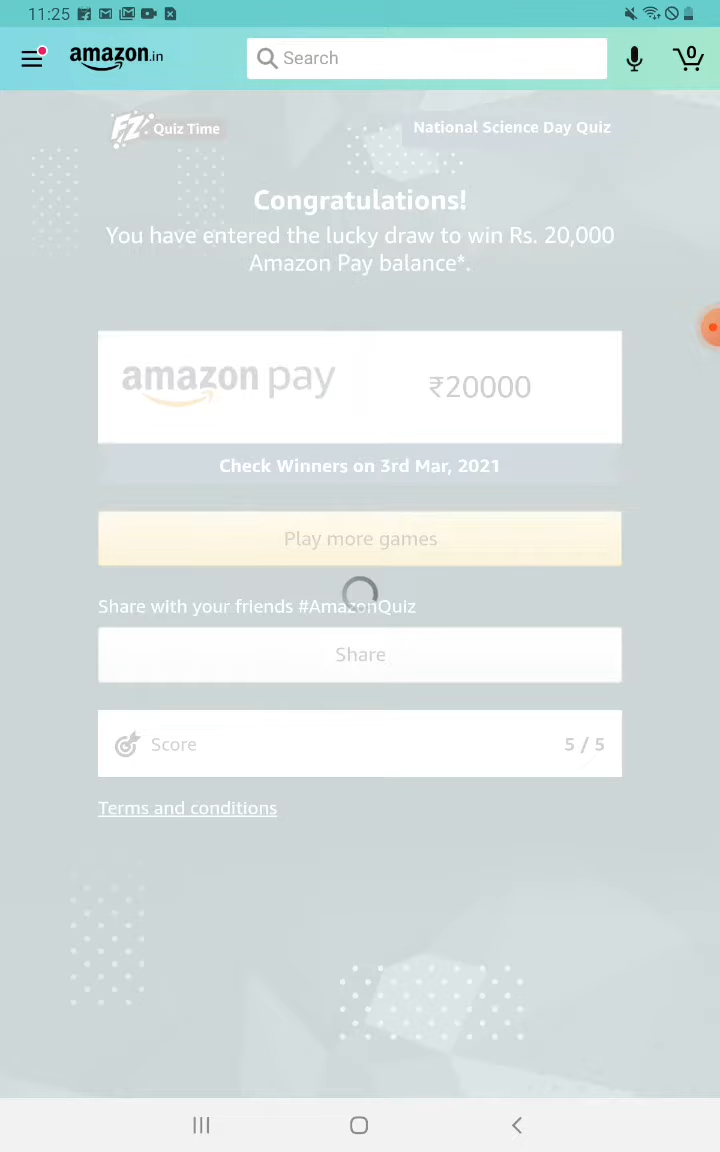 11:25
amazon.in
Search
0
FZ Quiz Time
National Science Day Quiz
Congratulations!
You have entered the lucky draw to win Rs. 20,000
Amazon Pay balance*.
amazon pay
₹20000
Check Winners on 3rd Mar, 2021
Play more games
Share with your friends #AmazonQuiz
Share
Score
5 / 5
Terms and conditions